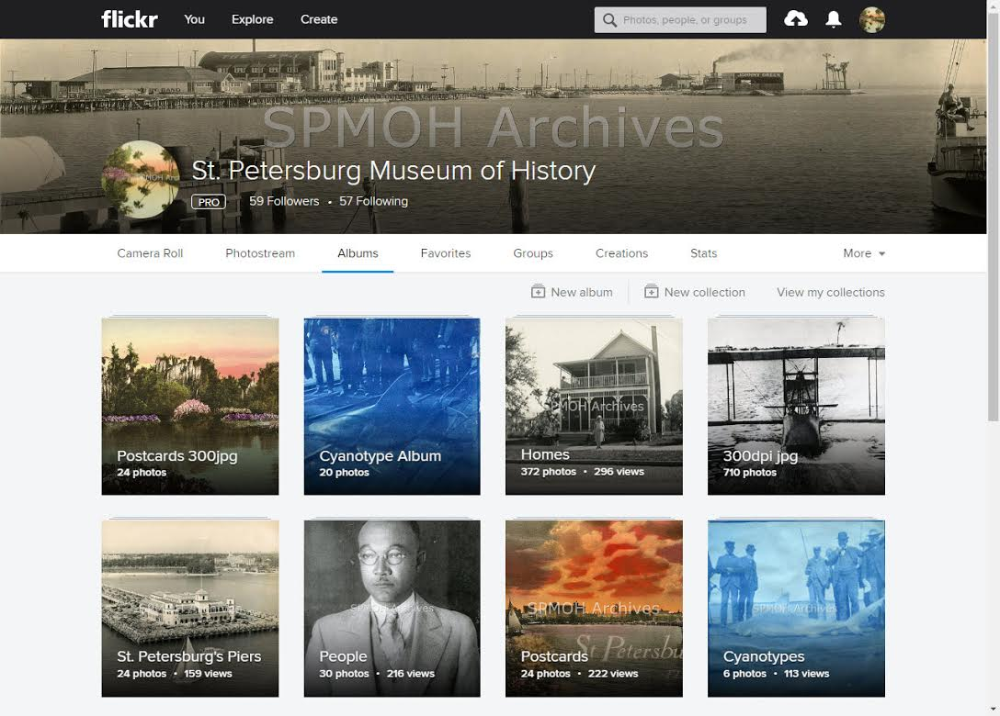 flickr You Explore Create Photos, people, or groups
JOHNNY GREEN
SPMOH Archives
St. Petersburg Museum of History
PRO 59 Followers • 57 Following
Camera Roll Photostream Albums Favorites Groups Creations Stats More
New album New collection View my collections
Postcards 300jpg
24 photos
Cyanotype Album
20 photos
SPMOH Archives
Homes
372 photos • 296 views
300dpi jpg
710 photos
St. Petersburg's Piers
24 photos • 159 views
SPMOH Archives
People
30 photos • 216 views
SPMOH Archives
St Petersbu
Postcards
24 photos • 222 views
SPMOH Archives
Cyanotypes
6 photos • 113 views